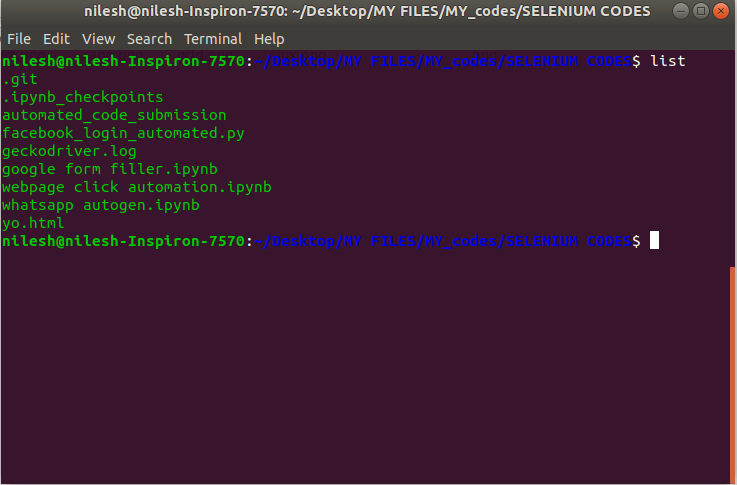 nilesh@nilesh-Inspiron-7570: ~/Desktop/MY FILES/MY_codes/SELENIUM CODES
File Edit View Search Terminal Help
nilesh@nilesh-Inspiron-7570:~/Desktop/MY FILES/MY_codes/SELENIUM CODES$ list
.git
.ipynb_checkpoints
automated_code_submission
facebook_login_automated.py
geckodriver.log
google form filler.ipynb
webpage click automation.ipynb
whatsapp autogen.ipynb
yo.html
nilesh@nilesh-Inspiron-7570:~/Desktop/MY FILES/MY_codes/SELENIUM CODES$